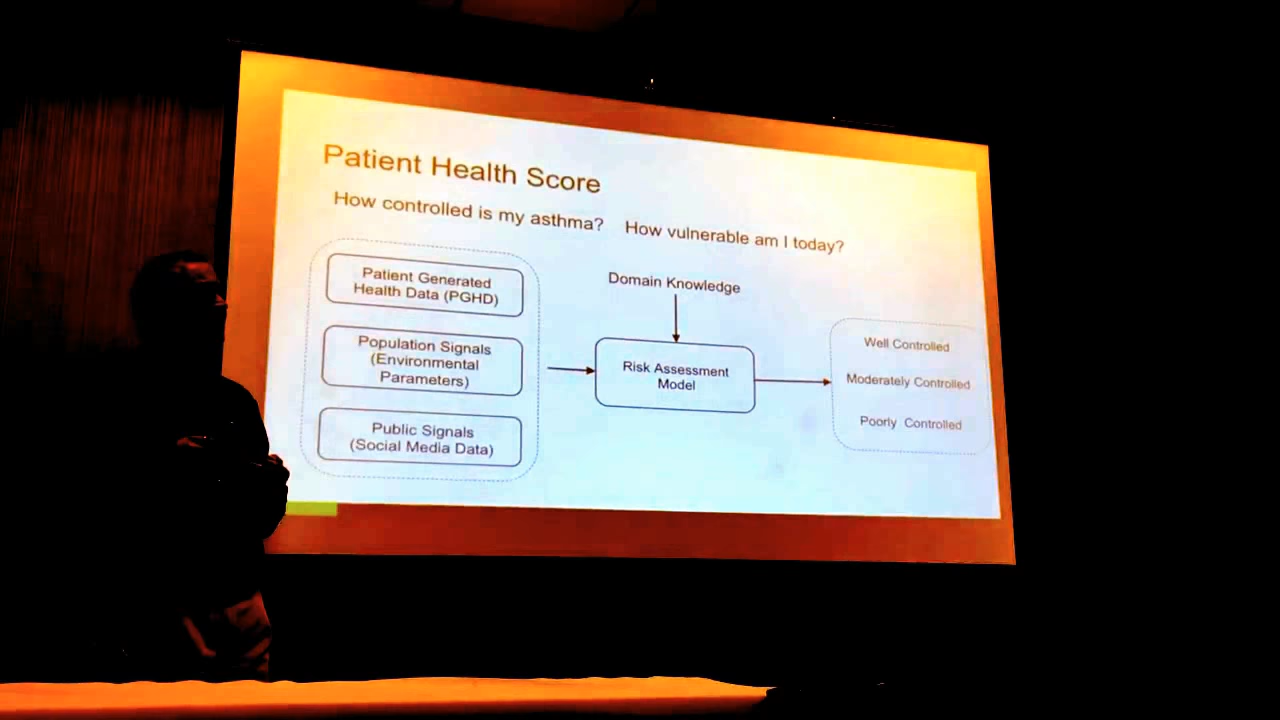 Patient Health Score
How controlled is my asthma? How vulnerable am I today?
Patient Generated
Health Data (PGHD)
Population Signals
(Environmental
Parameters)
Public Signals
(Social Media Data)
Domain Knowledge
Risk Assessment
Model
Well Controlled
Moderately Controlled
Poorly Controlled